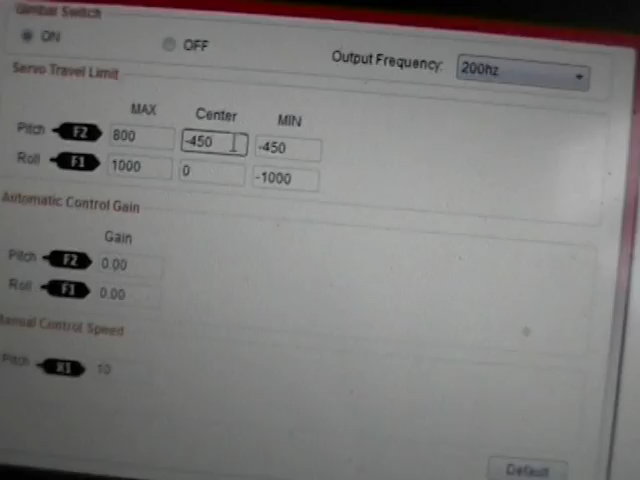 Gimbal Switch
ON OFF Output Frequency: 200hz
Servo Travel Limit
MAX Center MIN
Pitch F2 800 -450 -450
Roll F1 1000 0 -1000
Automatic Control Gain
Gain
Pitch F2 0.00
Roll F1 0.00
Manual Control Speed
Pitch X1 10
Default